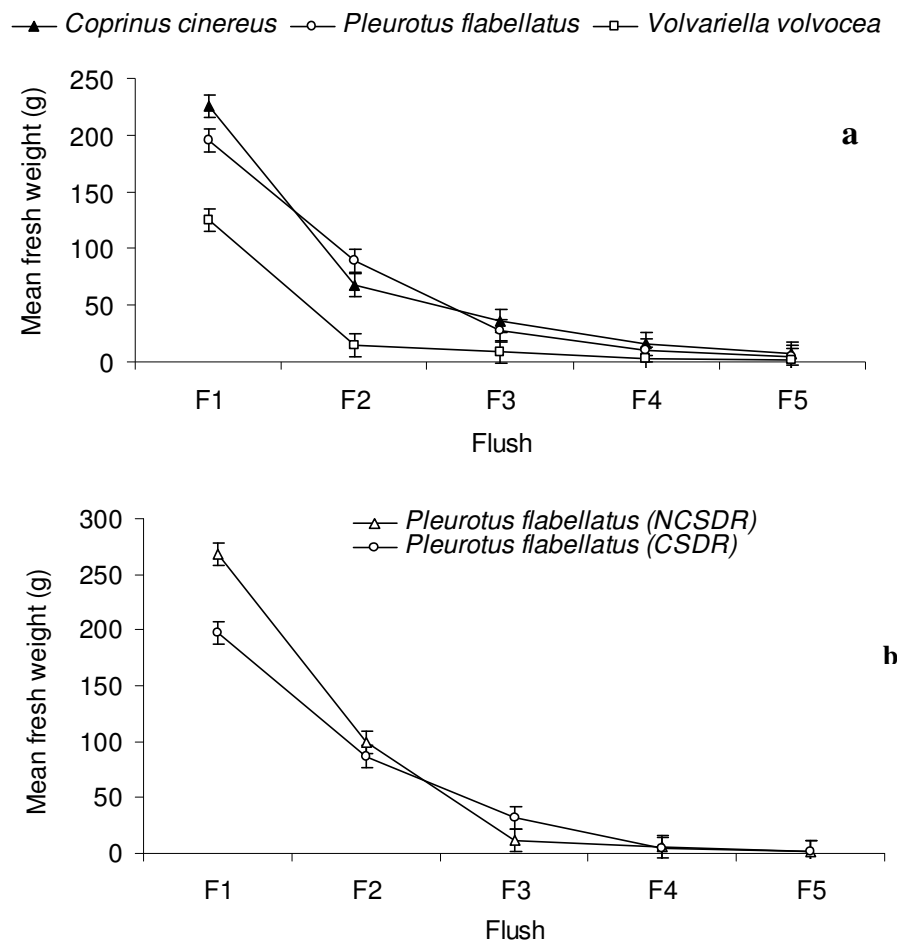 Coprinus cinereus Pleurotus flabellatus Volvariella volvocea
250
200
150
100
50
0
Mean fresh weight (g)
a
F1 F2 F3 F4 F5
Flush
300
250
200
150
100
50
0
Mean fresh weight (g)
Pleurotus flabellatus (NCSDR)
Pleurotus flabellatus (CSDR)
b
F1 F2 F3 F4 F5
Flush